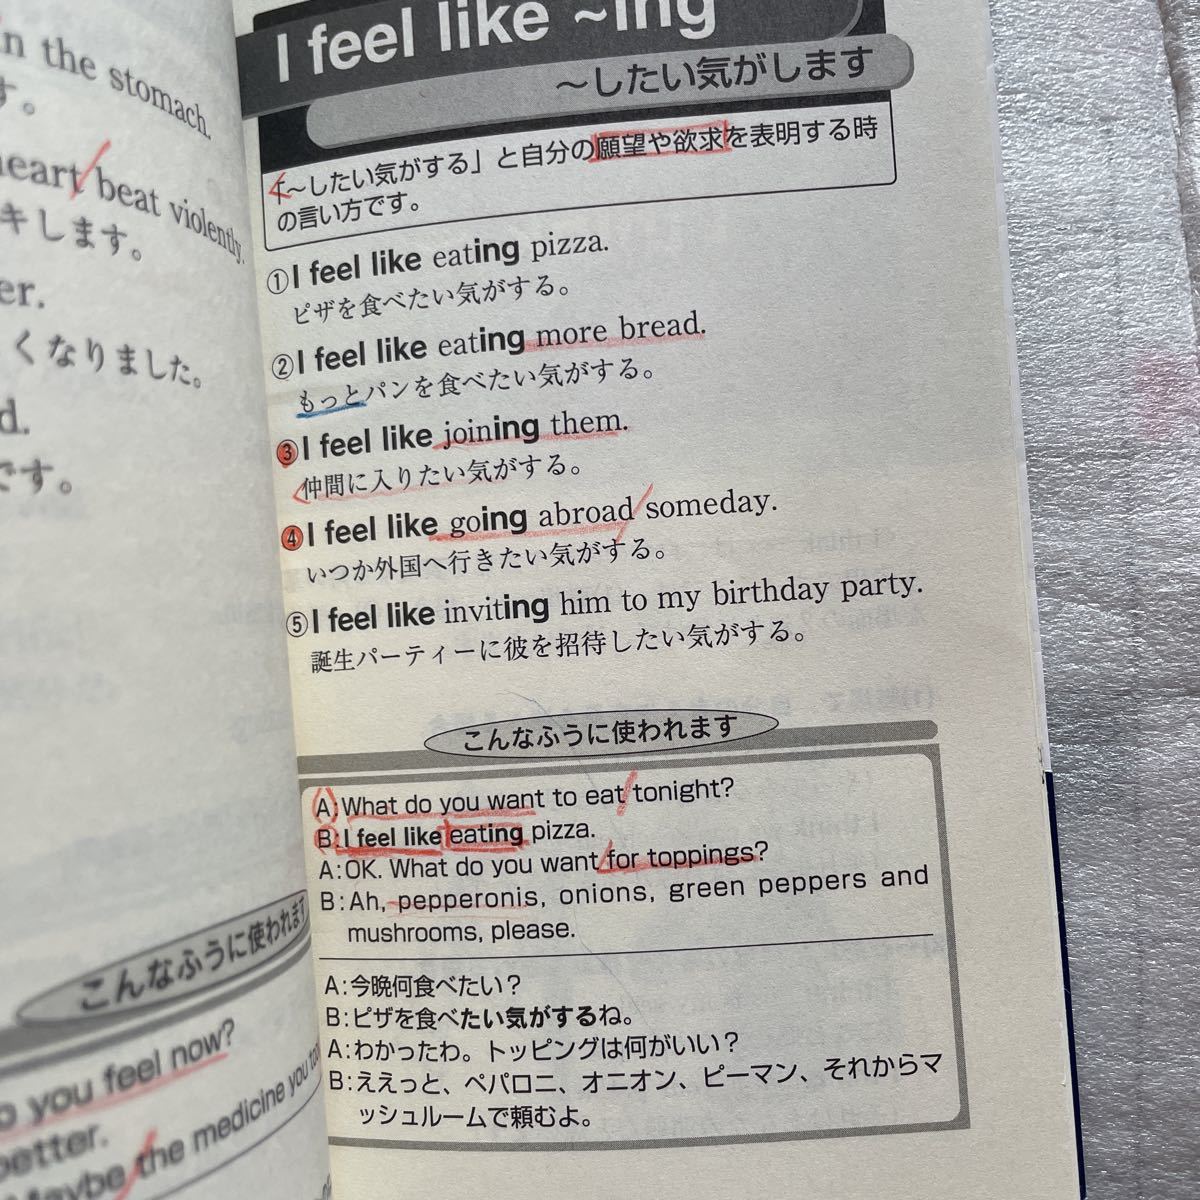 n the stomach.
す。
heart beat violently.
キします。
er.
くなりました。
d.
です。
こんなふうに使われます
o you feel now?
better.
Maybe the medicine you
I feel like ~ing
～したい気がします
「～したい気がする」と自分の願望や欲求を表明する時
の言い方です。
①I feel like eating pizza.
ピザを食べたい気がする。
②I feel like eating more bread.
もっとパンを食べたい気がする。
③I feel like joining them.
仲間に入りたい気がする。
④I feel like going abroad someday.
いつか外国へ行きたい気がする。
⑤I feel like inviting him to my birthday party.
誕生パーティーに彼を招待したい気がする。
こんなふうに使われます
A:What do you want to eat tonight?
B:I feel like eating pizza.
A:OK. What do you want for toppings?
B:Ah, pepperonis, onions, green peppers and
mushrooms, please.
A:今晩何食べたい？
B:ピザを食べたい気がするね。
A:わかったわ。トッピングは何がいい？
B:ええっと、ペパロニ、オニオン、ピーマン、それからマ
ッシュルームで頼むよ。